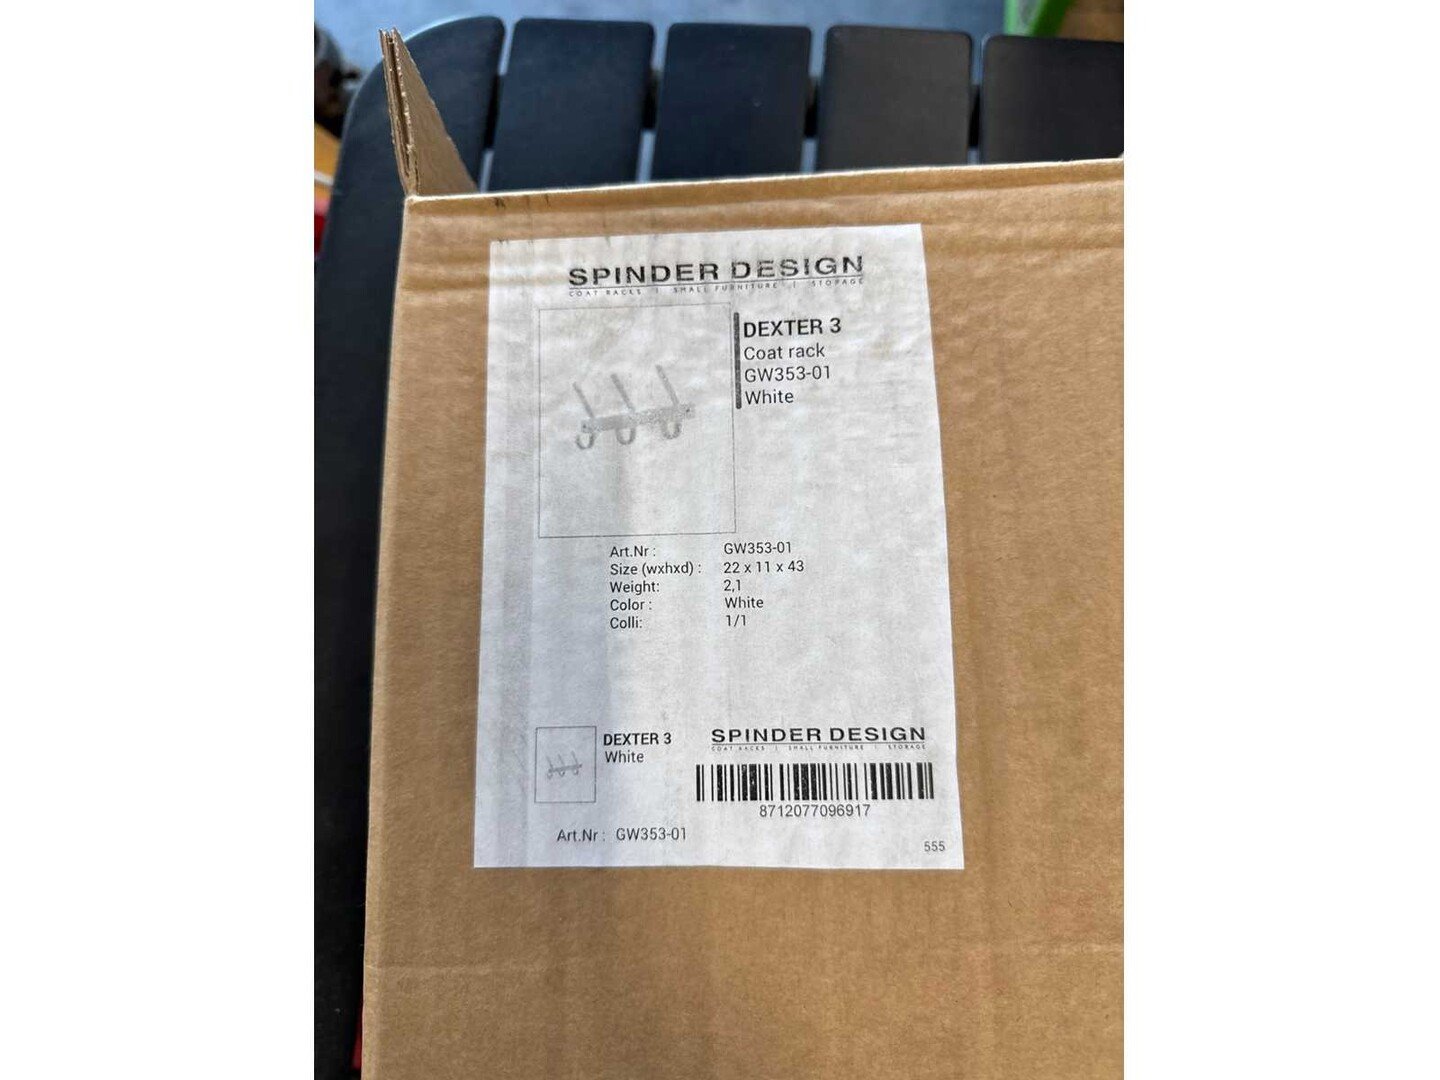 SPINDER DESIGN
COAT RACKS | SMALL FURNITURE | STORAGE
DEXTER 3
Coat rack
GW353-01
White
Art.Nr : GW353-01
Size (wxhxd) : 22 x 11 x 43
Weight: 2,1
Color : White
Colli: 1/1
DEXTER 3
White
SPINDER DESIGN
COAT RACKS | SMALL FURNITURE | STORAGE
8712077096917
Art.Nr : GW353-01
555